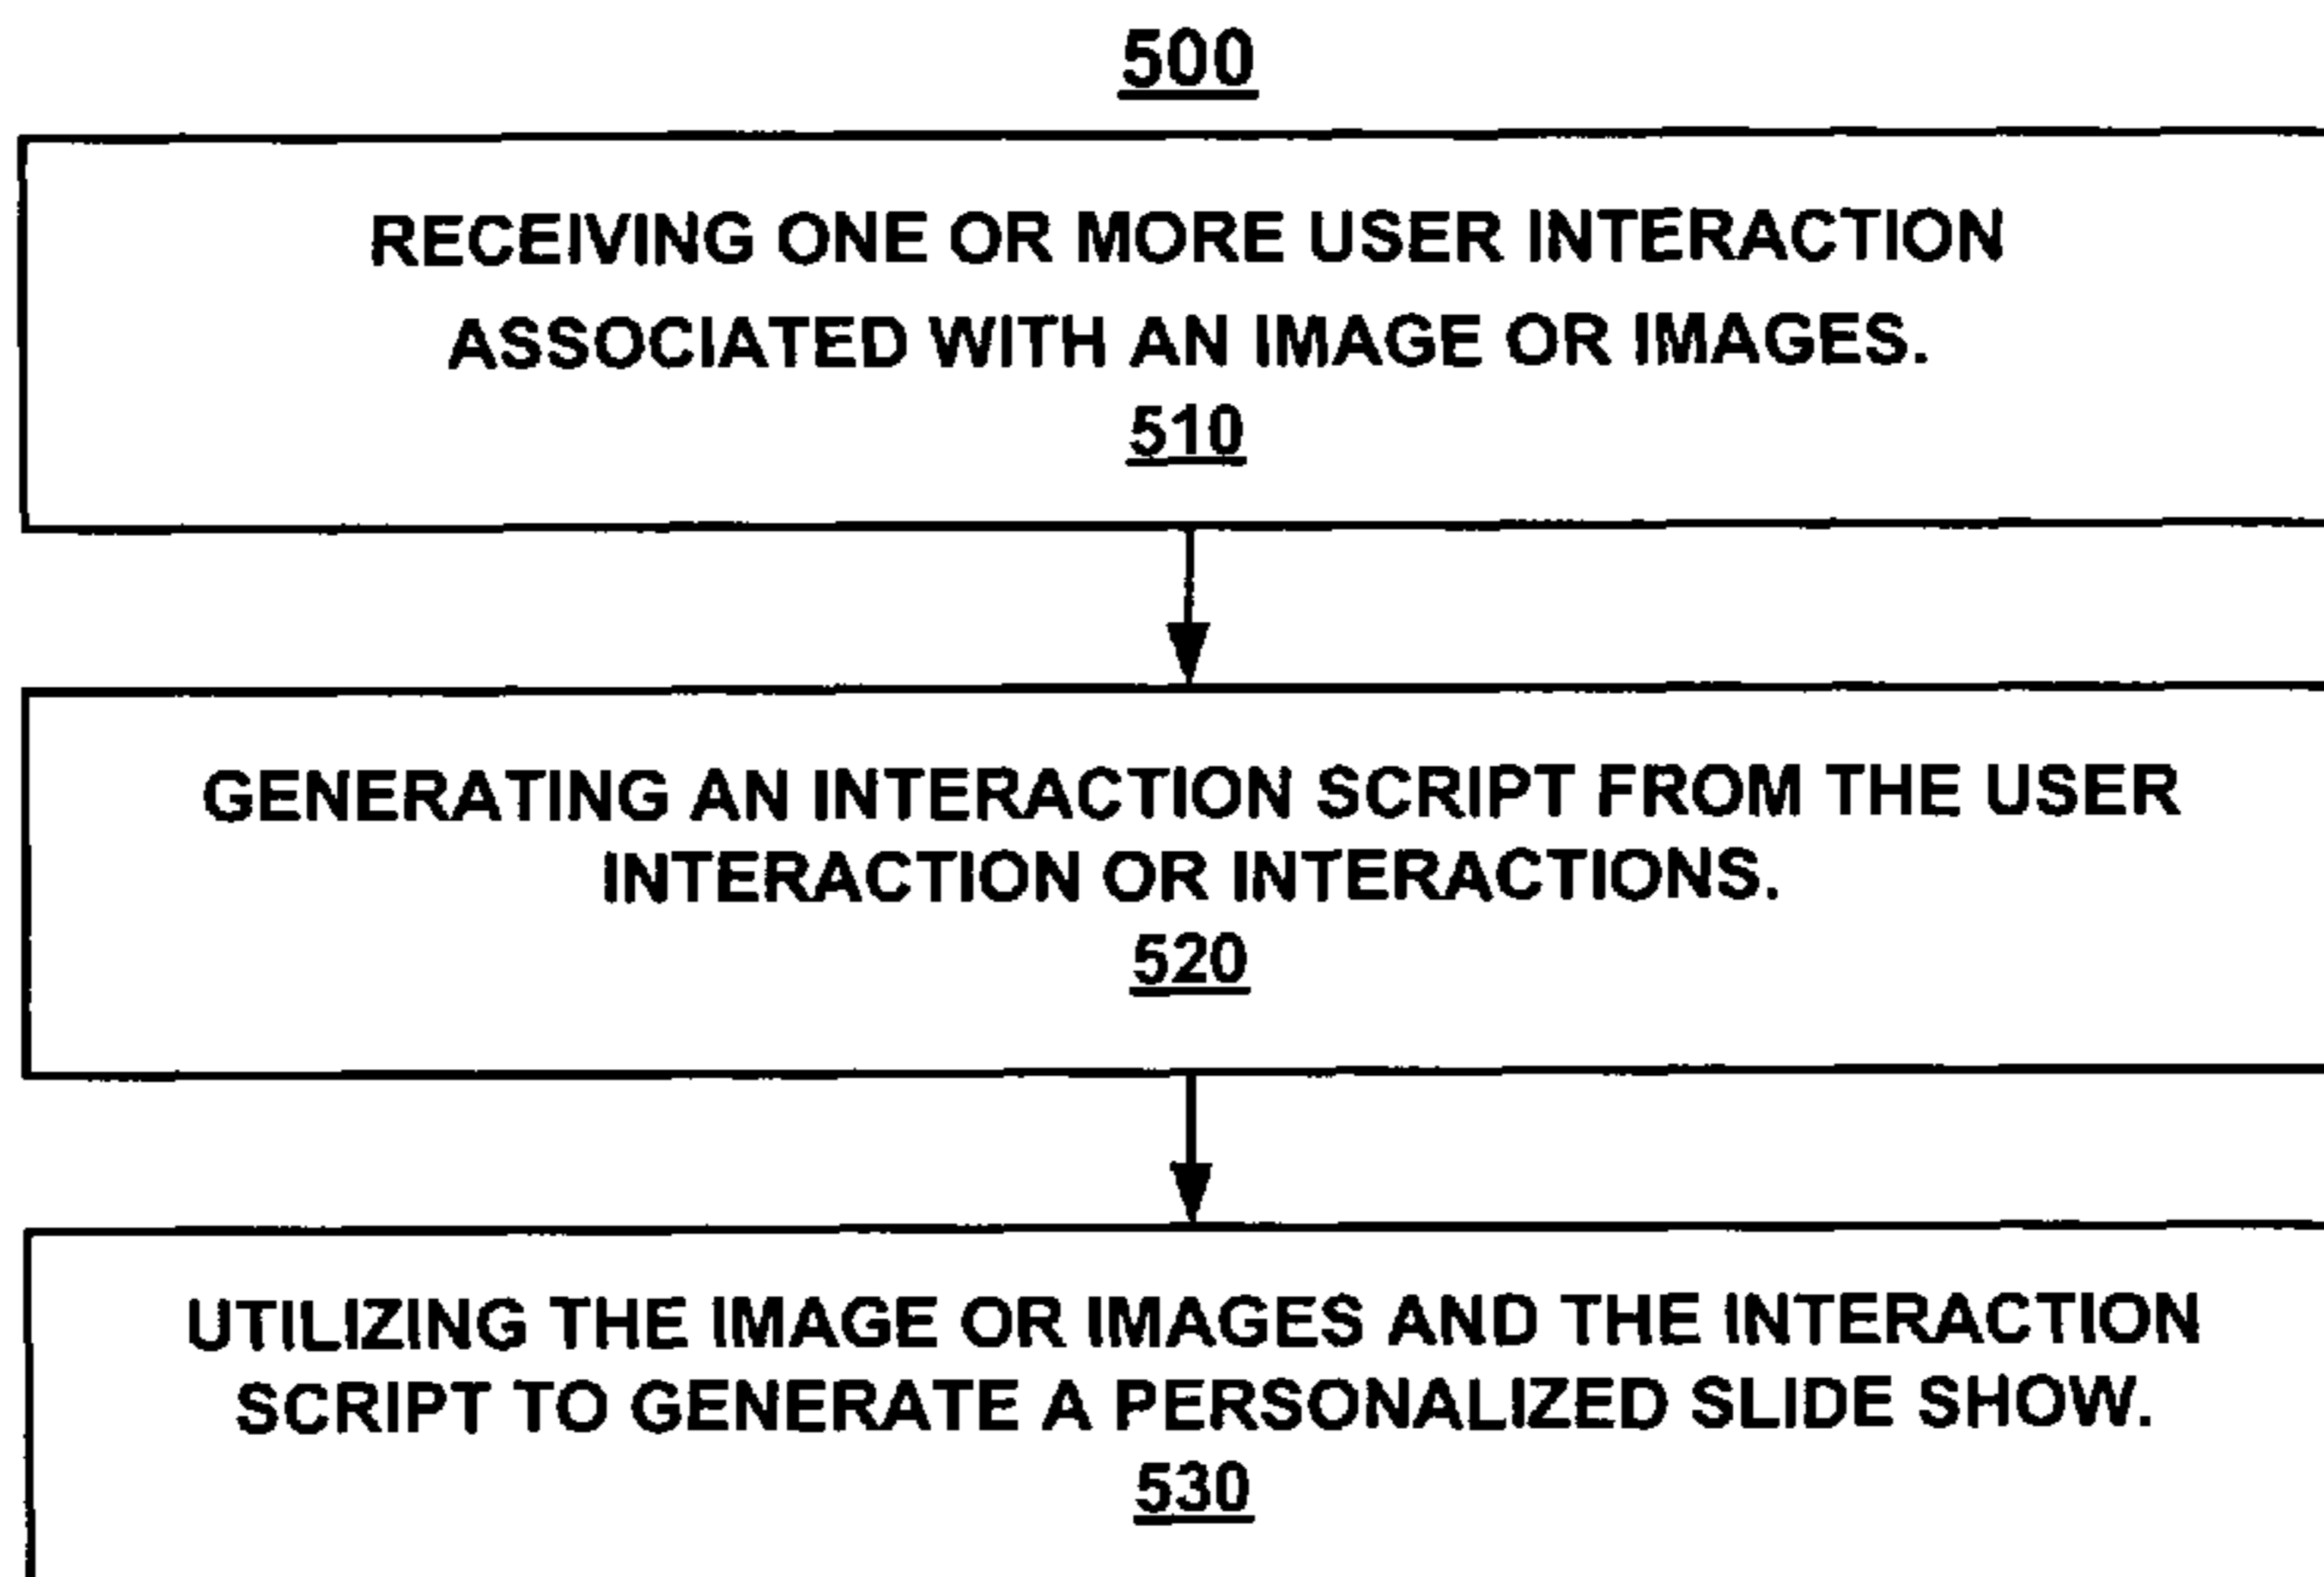 500
RECEIVING ONE OR MORE USER INTERACTION
ASSOCIATED WITH AN IMAGE OR IMAGES.
510
GENERATING AN INTERACTION SCRIPT FROM THE USER
INTERACTION OR INTERACTIONS.
520
UTILIZING THE IMAGE OR IMAGES AND THE INTERACTION
SCRIPT TO GENERATE A PERSONALIZED SLIDE SHOW.
530